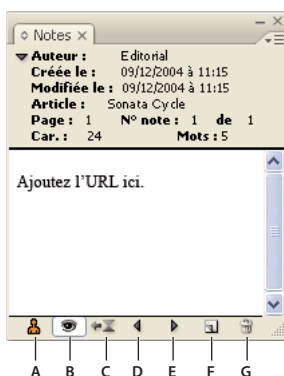 Notes
Auteur : Editorial
Créée le : 09/12/2004 à 11:15
Modifiée le : 09/12/2004 à 11:15
Article : Sonata Cycle
Page : 1 Nº note : 1 de 1
Car. : 24 Mots : 5
Ajoutez l’URL ici.
A B C D E F G